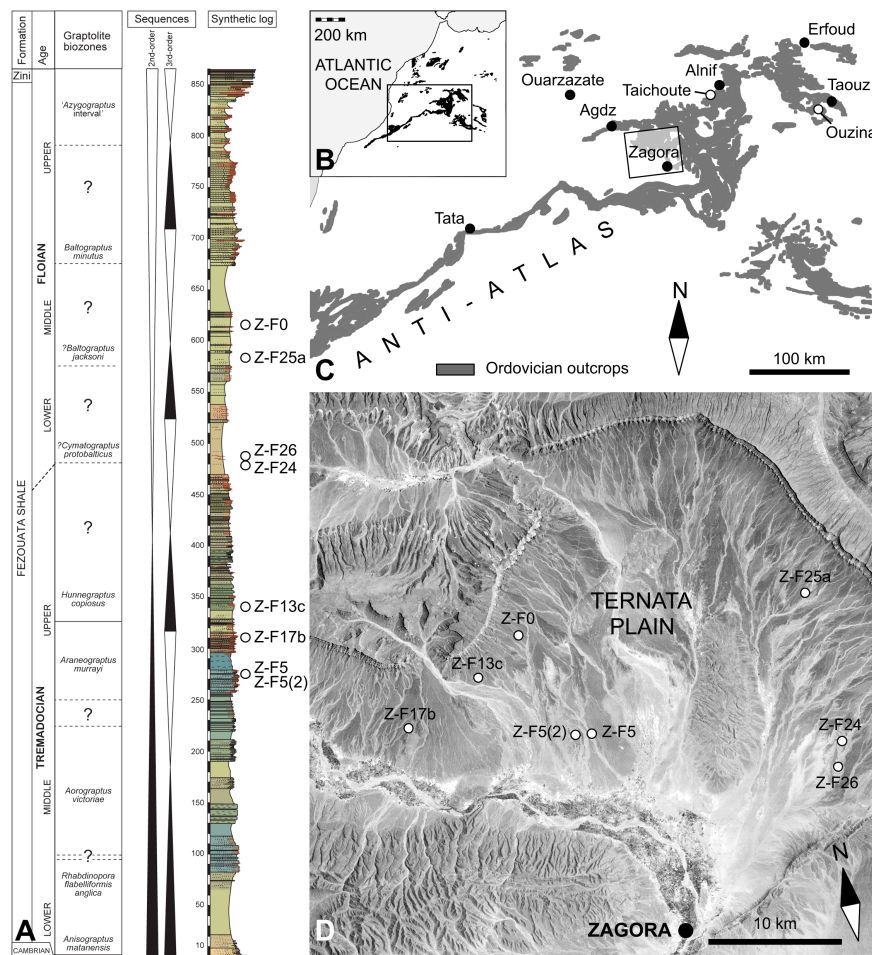 Formation
Age
Graptolite
biozones
Sequences
2nd-order
3rd-order
Synthetic log
Zini
FEZOUATA SHALE
CAMBRIAN
UPPER
FLOIAN
MIDDLE
LOWER
UPPER
TREMADOCIAN
MIDDLE
LOWER
'Azygograptus
interval'
?
Baltograptus
minutus
?
?Baltograptus
jacksoni
?
?Cymatograptus
protobalticus
?
Hunnegraptus
copiosus
Araneograptus
murrayi
?
Aorograptus
victoriae
?
Rhabdinopora
flabelliformis
anglica
Anisograptus
matanensis
850
800
750
700
650
600
550
500
450
400
350
300
250
200
150
100
50
10
Z-F0
Z-F25a
Z-F26
Z-F24
Z-F13c
Z-F17b
Z-F5
Z-F5(2)
A
200 km
ATLANTIC
OCEAN
B
Erfoud
Ouarzazate
Alnif
Taichoute
Taouz
Agdz
Ouzina
Zagora
Tata
ANTI-ATLAS
N
C
Ordovician outcrops
100 km
Z-F25a
TERNATA
PLAIN
Z-F0
Z-F13c
Z-F17b
Z-F5(2)
Z-F5
Z-F24
Z-F26
N
ZAGORA
10 km
D